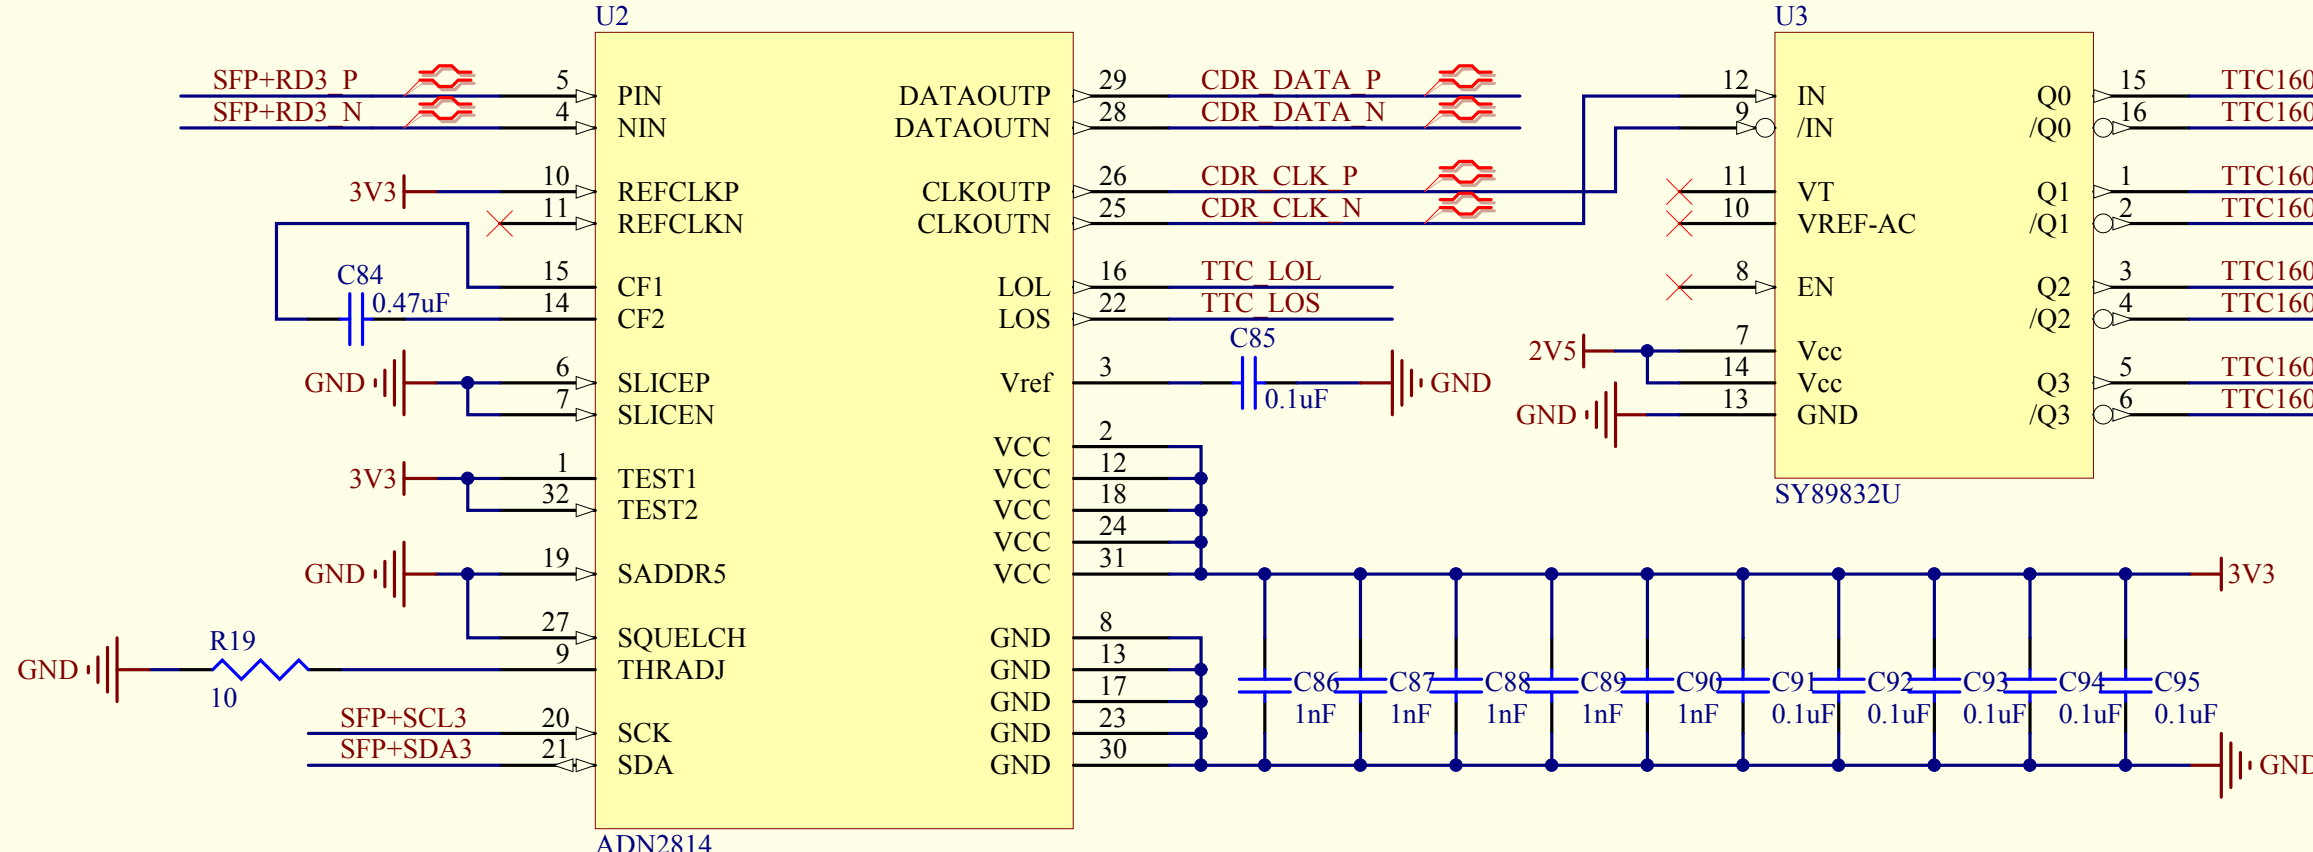 U2
U3
SFP+RD3_P
5
PIN
DATAOUTP
29
CDR_DATA_P
12
IN
Q0
15
TTC160
SFP+RD3_N
4
NIN
DATAOUTN
28
CDR_DATA_N
9
/IN
/Q0
16
TTC160
3V3
10
REFCLKP
CLKOUTP
26
CDR_CLK_P
11
VT
Q1
1
TTC160
11
REFCLKN
CLKOUTN
25
CDR_CLK_N
10
VREF-AC
/Q1
2
TTC160
C84
0.47uF
15
CF1
LOL
16
TTC_LOL
8
EN
Q2
3
TTC160
14
CF2
LOS
22
TTC_LOS
/Q2
4
TTC160
C85
0.1uF
2V5
7
Vcc
GND
6
SLICEP
Vref
3
GND
14
Vcc
Q3
5
TTC160
7
SLICEN
GND
13
GND
/Q3
6
TTC160
VCC
2
3V3
1
TEST1
VCC
12
32
TEST2
VCC
18
SY89832U
VCC
24
GND
19
SADDR5
VCC
31
3V3
27
SQUELCH
GND
8
GND
R19
10
9
THRADJ
GND
13
GND
17
C86
C87
C88
C89
C90
C91
C92
C93
C94
C95
1nF
1nF
1nF
1nF
1nF
0.1uF
0.1uF
0.1uF
0.1uF
0.1uF
SFP+SCL3
20
SCK
GND
23
SFP+SDA3
21
SDA
GND
30
GND
ADN2814